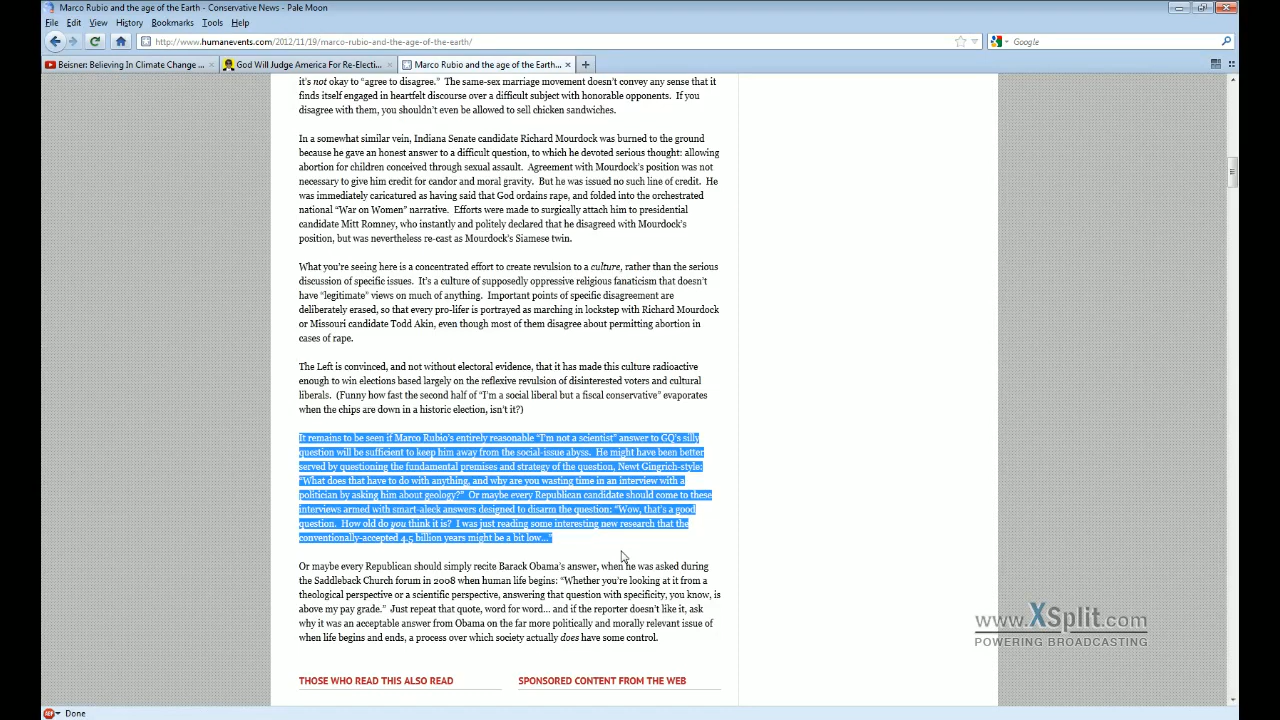 Marco Rubio and the age of the Earth - Conservative News - Pale Moon
File Edit View History Bookmarks Tools Help
http://www.humanevents.com/2012/11/19/marco-rubio-and-the-age-of-the-earth/
Google
Beisner: Believing In Climate Change ...
God Will Judge America For Re-Electi...
Marco Rubio and the age of the Earth...
it's not okay to “agree to disagree.” The same-sex marriage movement doesn't convey any sense that it
finds itself engaged in heartfelt discourse over a difficult subject with honorable opponents. If you
disagree with them, you shouldn't even be allowed to sell chicken sandwiches.
In a somewhat similar vein, Indiana Senate candidate Richard Mourdock was burned to the ground
because he gave an honest answer to a difficult question, to which he devoted serious thought: allowing
abortion for children conceived through sexual assault. Agreement with Mourdock's position was not
necessary to give him credit for candor and moral gravity. But he was issued no such line of credit. He
was immediately caricatured as having said that God ordains rape, and folded into the orchestrated
national “War on Women” narrative. Efforts were made to surgically attach him to presidential
candidate Mitt Romney, who instantly and politely declared that he disagreed with Mourdock's
position, but was nevertheless re-cast as Mourdock's Siamese twin.
What you're seeing here is a concentrated effort to create revulsion to a culture, rather than the serious
discussion of specific issues. It's a culture of supposedly oppressive religious fanaticism that doesn't
have “legitimate” views on much of anything. Important points of specific disagreement are
deliberately erased, so that every pro-lifer is portrayed as marching in lockstep with Richard Mourdock
or Missouri candidate Todd Akin, even though most of them disagree about permitting abortion in
cases of rape.
The Left is convinced, and not without electoral evidence, that it has made this culture radioactive
enough to win elections based largely on the reflexive revulsion of disinterested voters and cultural
liberals. (Funny how fast the second half of “I'm a social liberal but a fiscal conservative” evaporates
when the chips are down in a historic election, isn't it?)
It remains to be seen if Marco Rubio's entirely reasonable “I'm not a scientist” answer to GQ's silly
question will be sufficient to keep him away from the social-issue abyss. He might have been better
served by questioning the fundamental premises and strategy of the question, Newt Gingrich-style:
“What does that have to do with anything, and why are you wasting time in an interview with a
politician by asking him about geology?” Or maybe every Republican candidate should come to these
interviews armed with smart-aleck answers designed to disarm the question: “Wow, that's a good
question. How old do you think it is? I was just reading some interesting new research that the
conventionally-accepted 4.5 billion years might be a bit low...”
Or maybe every Republican should simply recite Barack Obama's answer, when he was asked during
the Saddleback Church forum in 2008 when human life begins: “Whether you're looking at it from a
theological perspective or a scientific perspective, answering that question with specificity, you know, is
above my pay grade.” Just repeat that quote, word for word... and if the reporter doesn't like it, ask
why it was an acceptable answer from Obama on the far more politically and morally relevant issue of
when life begins and ends, a process over which society actually does have some control.
www.XSplit.com
POWERING BROADCASTING
THOSE WHO READ THIS ALSO READ
SPONSORED CONTENT FROM THE WEB
Done